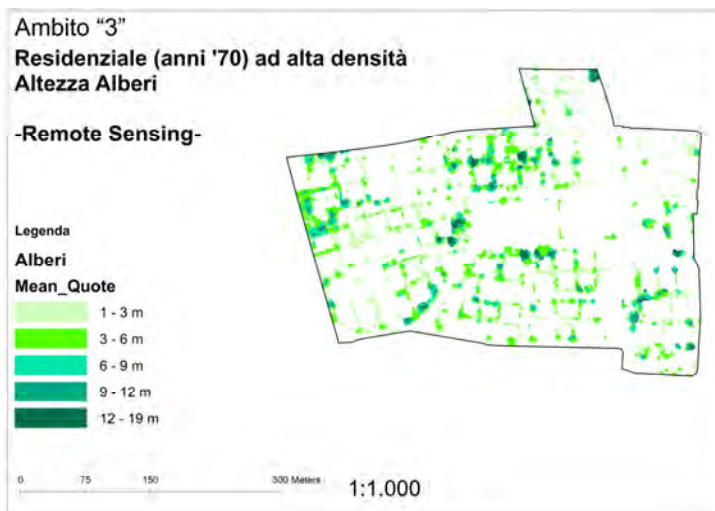 Ambito “3”
Residenziale (anni '70) ad alta densità
Altezza Alberi
-Remote Sensing-
Legenda
Alberi
Mean_Quote
1 - 3 m
3 - 6 m
6 - 9 m
9 - 12 m
12 - 19 m
0 75 150 300 Meters
1:1.000